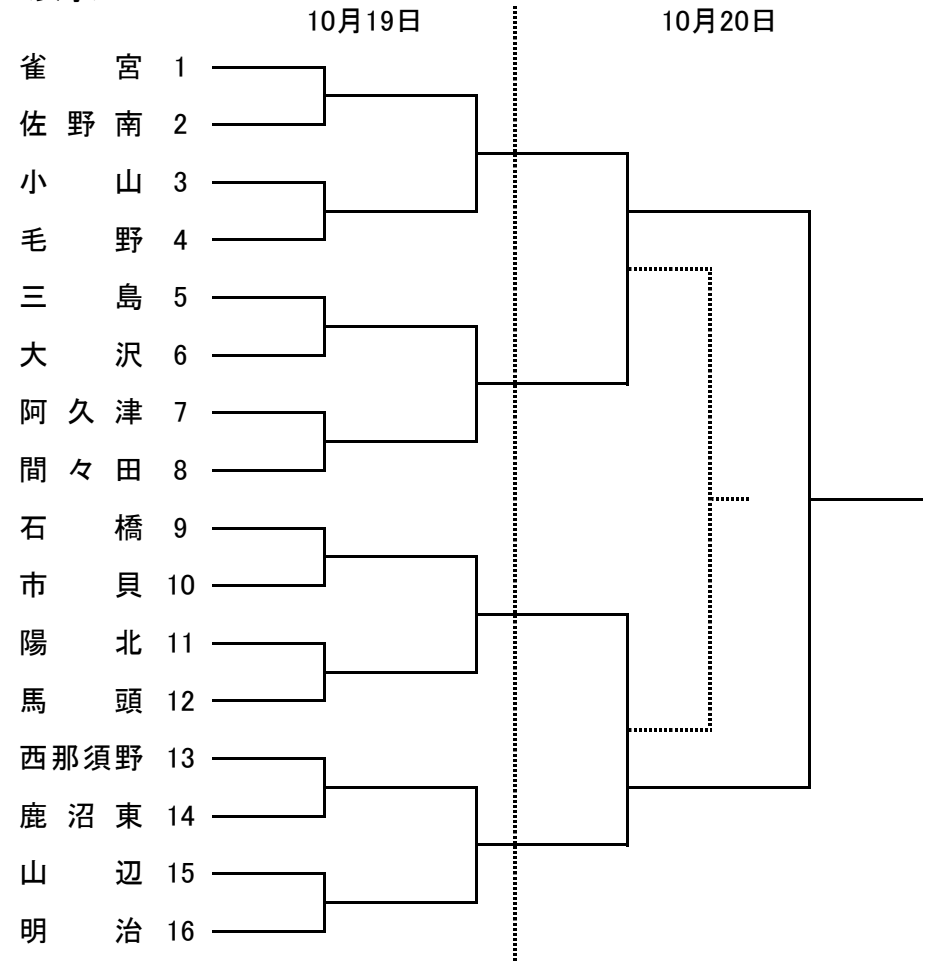 10月19日 10月20日
雀宮 1
佐野南 2
小山 3
毛野 4
三島 5
大沢 6
阿久津 7
間々田 8
石橋 9
市貝 10
陽北 11
馬頭 12
西那須野 13
鹿沼東 14
山辺 15
明治 16